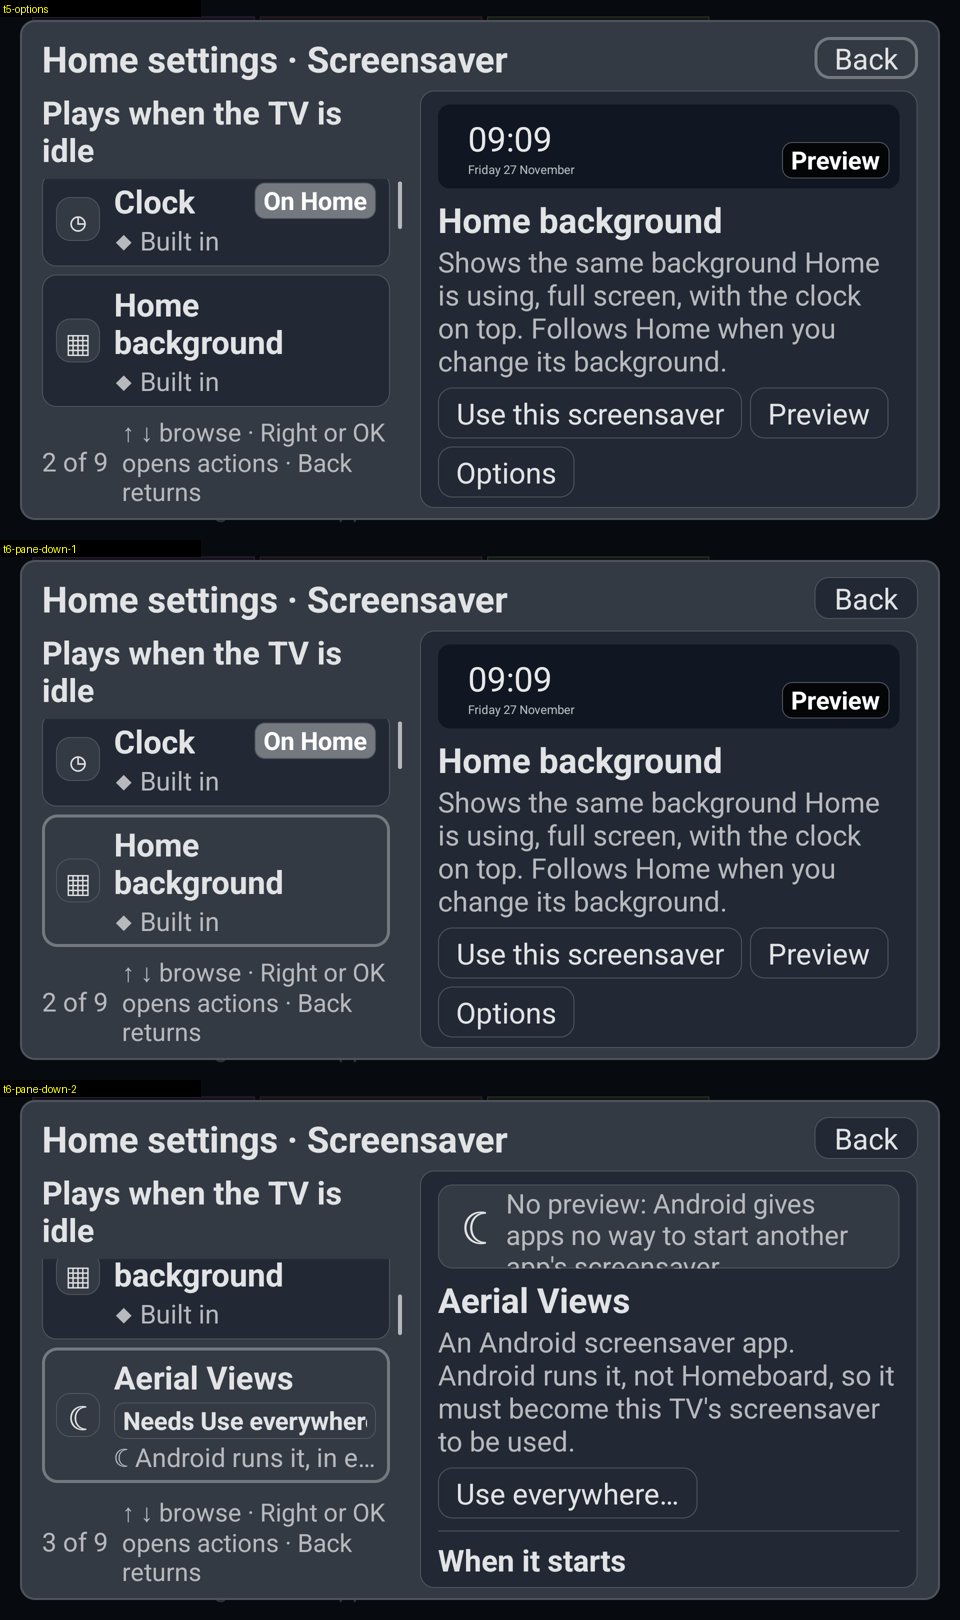 t5-options
Home settings · Screensaver
Back
Plays when the TV is
idle
Clock
On Home
◆ Built in
Home
background
◆ Built in
2 of 9
↑ ↓ browse · Right or OK
opens actions · Back
returns
09:09
Friday 27 November
Preview
Home background
Shows the same background Home
is using, full screen, with the clock
on top. Follows Home when you
change its background.
Use this screensaver
Preview
Options
t6-pane-down-1
Home settings · Screensaver
Back
Plays when the TV is
idle
Clock
On Home
◆ Built in
Home
background
◆ Built in
2 of 9
↑ ↓ browse · Right or OK
opens actions · Back
returns
09:09
Friday 27 November
Preview
Home background
Shows the same background Home
is using, full screen, with the clock
on top. Follows Home when you
change its background.
Use this screensaver
Preview
Options
t6-pane-down-2
Home settings · Screensaver
Back
Plays when the TV is
idle
background
◆ Built in
Aerial Views
Needs Use everywher
☾ Android runs it, in e…
3 of 9
↑ ↓ browse · Right or OK
opens actions · Back
returns
No preview: Android gives
apps no way to start another
app's screensaver
Aerial Views
An Android screensaver app.
Android runs it, not Homeboard, so it
must become this TV's screensaver
to be used.
Use everywhere…
When it starts